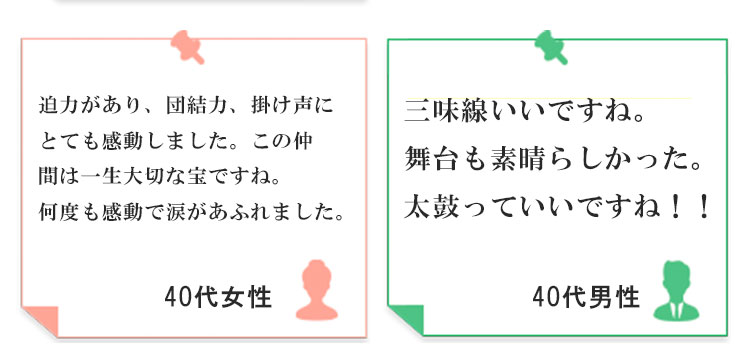 迫力があり、団結力、掛け声に
とても感動しました。この仲
間は一生大切な宝ですね。
何度も感動で涙があふれました。
40代女性
三味線いいですね。
舞台も素晴らしかった。
太鼓っていいですね！！
40代男性